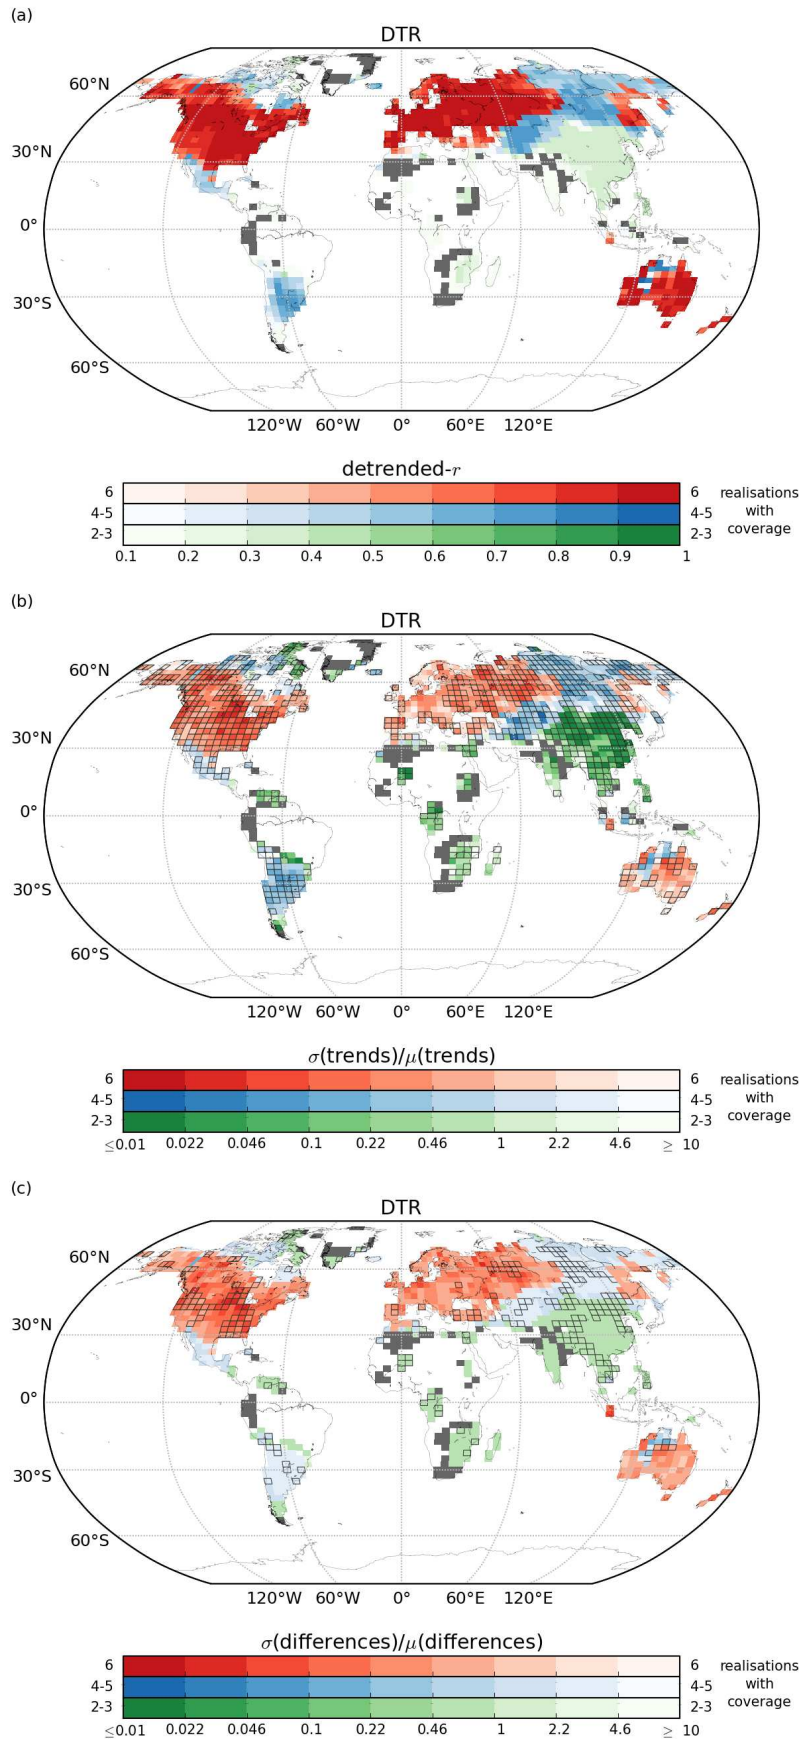 (a)
DTR
60°N
30°N
0°
30°S
60°S
120°W 60°W 0° 60°E 120°E
detrended-r
6 6 realisations
4-5 4-5 with
2-3 2-3 coverage
0.1 0.2 0.3 0.4 0.5 0.6 0.7 0.8 0.9 1
(b)
DTR
60°N
30°N
0°
30°S
60°S
120°W 60°W 0° 60°E 120°E
σ(trends)/μ(trends)
6 6 realisations
4-5 4-5 with
2-3 2-3 coverage
≤0.01 0.022 0.046 0.1 0.22 0.46 1 2.2 4.6 ≥ 10
(c)
DTR
60°N
30°N
0°
30°S
60°S
120°W 60°W 0° 60°E 120°E
σ(differences)/μ(differences)
6 6 realisations
4-5 4-5 with
2-3 2-3 coverage
≤0.01 0.022 0.046 0.1 0.22 0.46 1 2.2 4.6 ≥ 10